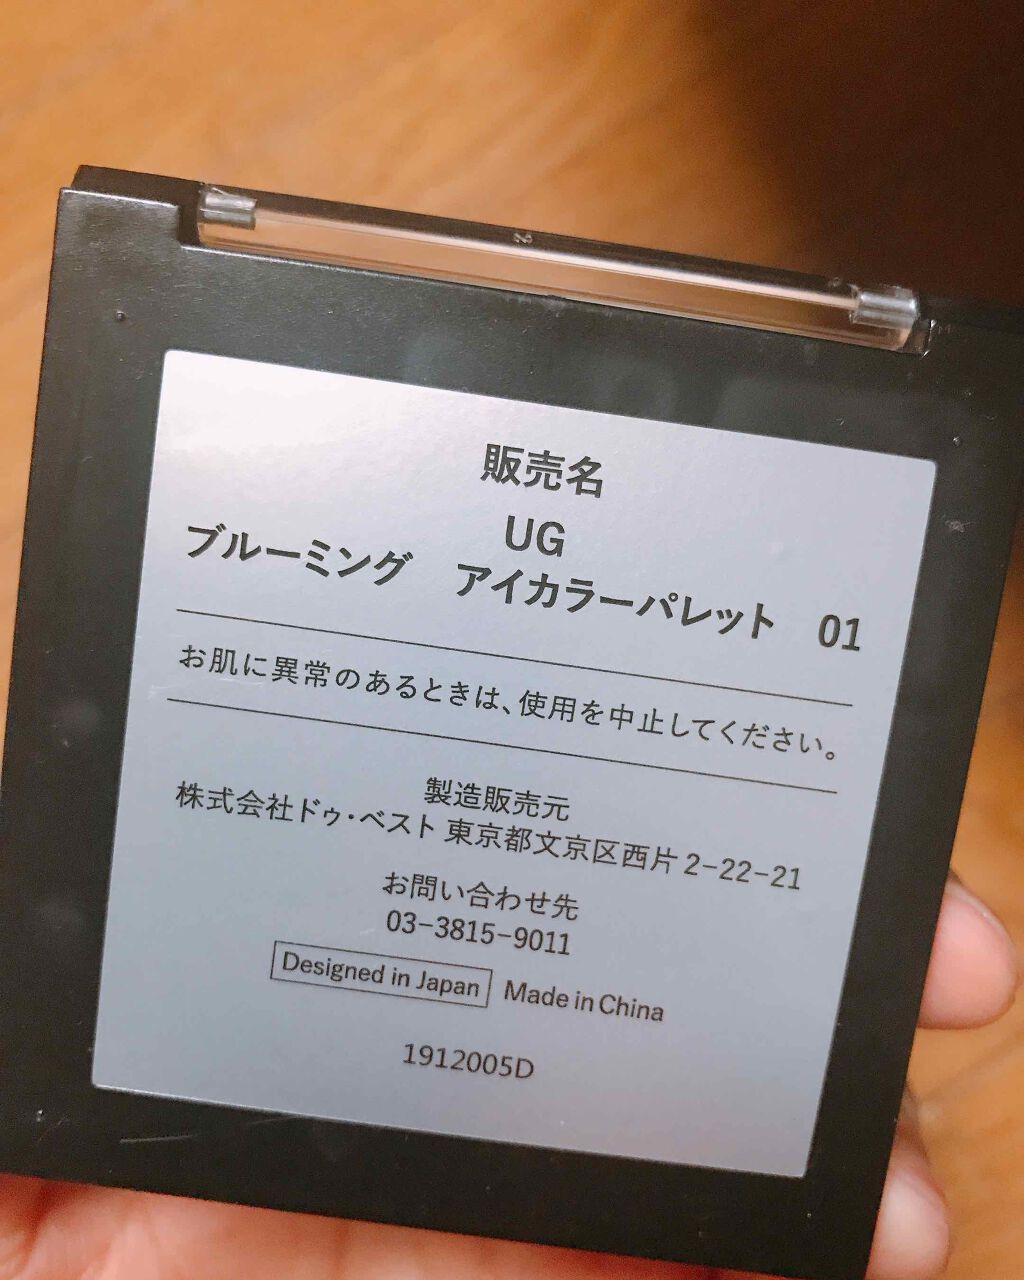 販売名
UG
ブルーミング　アイカラーパレット　01
お肌に異常のあるときは、使用を中止してください。
製造販売元
株式会社ドゥ・ベスト 東京都文京区西片2-22-21
お問い合わせ先
03-3815-9011
Designed in Japan Made in China
1912005D